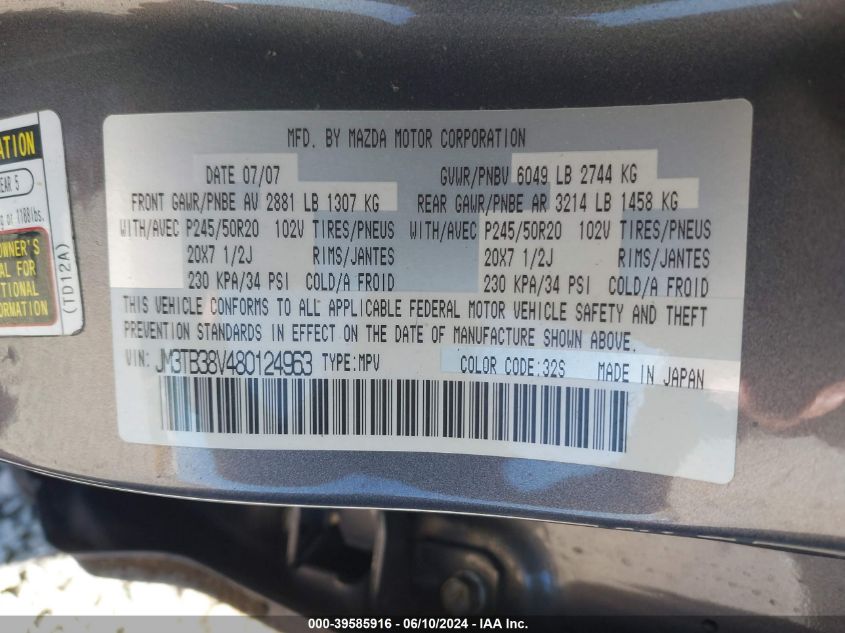 ATION
EAR 5
g or 1188lbs.
OWNER'S
AL FOR
TIONAL
ORMATION
(TD12A)
MFD. BY MAZDA MOTOR CORPORATION
DATE 07/07 GVWR/PNBV 6049 LB 2744 KG
FRONT GAWR/PNBE AV 2881 LB 1307 KG REAR GAWR/PNBE AR 3214 LB 1458 KG
WITH/AVEC P245/50R20 102V TIRES/PNEUS WITH/AVEC P245/50R20 102V TIRES/PNEUS
20X7 1/2J RIMS/JANTES 20X7 1/2J RIMS/JANTES
230 KPA/34 PSI COLD/A FROID 230 KPA/34 PSI COLD/A FROID
THIS VEHICLE CONFORMS TO ALL APPLICABLE FEDERAL MOTOR VEHICLE SAFETY AND THEFT
PREVENTION STANDARDS IN EFFECT ON THE DATE OF MANUFACTURE SHOWN ABOVE.
VIN: JM3TB38V480124963 TYPE:MPV COLOR CODE:32S MADE IN JAPAN
000-39585916 - 06/10/2024 - IAA Inc.